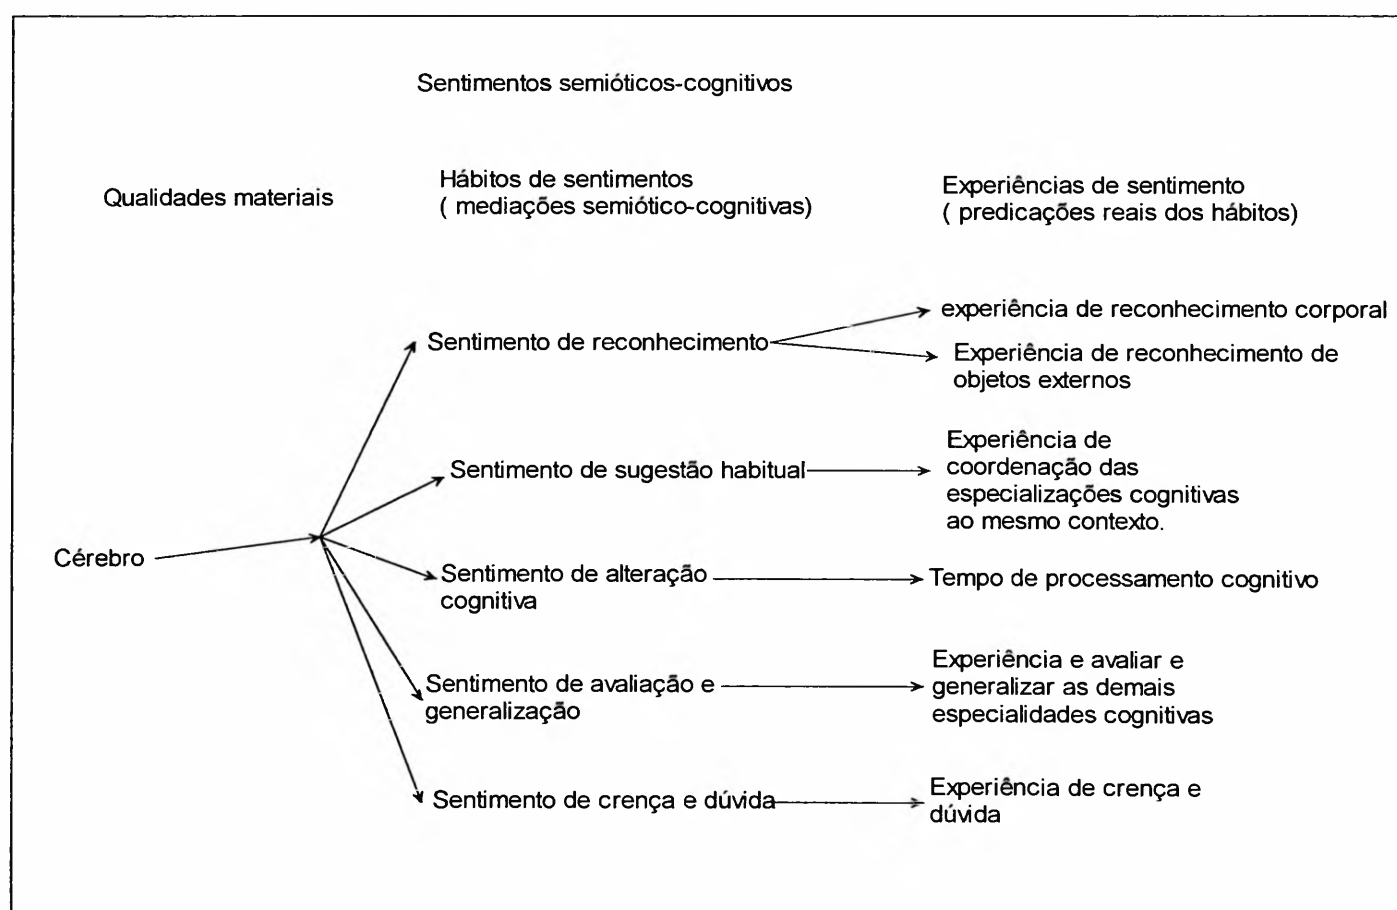 Sentimentos semióticos-cognitivos
Qualidades materiais
Hábitos de sentimentos
( mediações semiótico-cognitivas)
Experiências de sentimento
( predicações reais dos hábitos)
Cérebro
Sentimento de reconhecimento
experiência de reconhecimento corporal
Experiência de reconhecimento de
objetos externos
Sentimento de sugestão habitual
Experiência de
coordenação das
especializações cognitivas
ao mesmo contexto.
Sentimento de alteração
cognitiva
Tempo de processamento cognitivo
Sentimento de avaliação e
generalização
Experiência e avaliar e
generalizar as demais
especialidades cognitivas
Sentimento de crença e dúvida
Experiência de crença e
dúvida